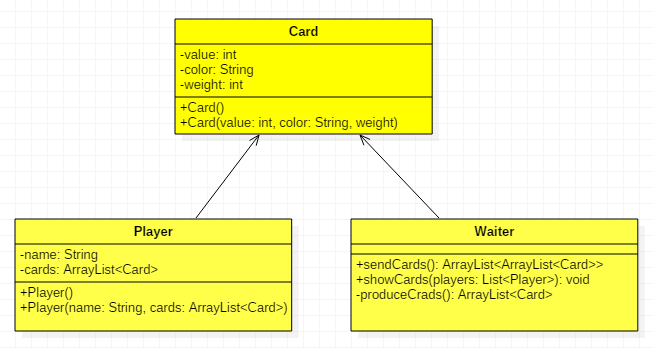 Card
-value: int
-color: String
-weight: int
+Card()
+Card(value: int, color: String, weight)
Player
-name: String
-cards: ArrayList<Card>
+Player()
+Player(name: String, cards: ArrayList<Card>)
Waiter
+sendCards(): ArrayList<ArrayList<Card>>
+showCards(players: List<Player>): void
-produceCrads(): ArrayList<Card>